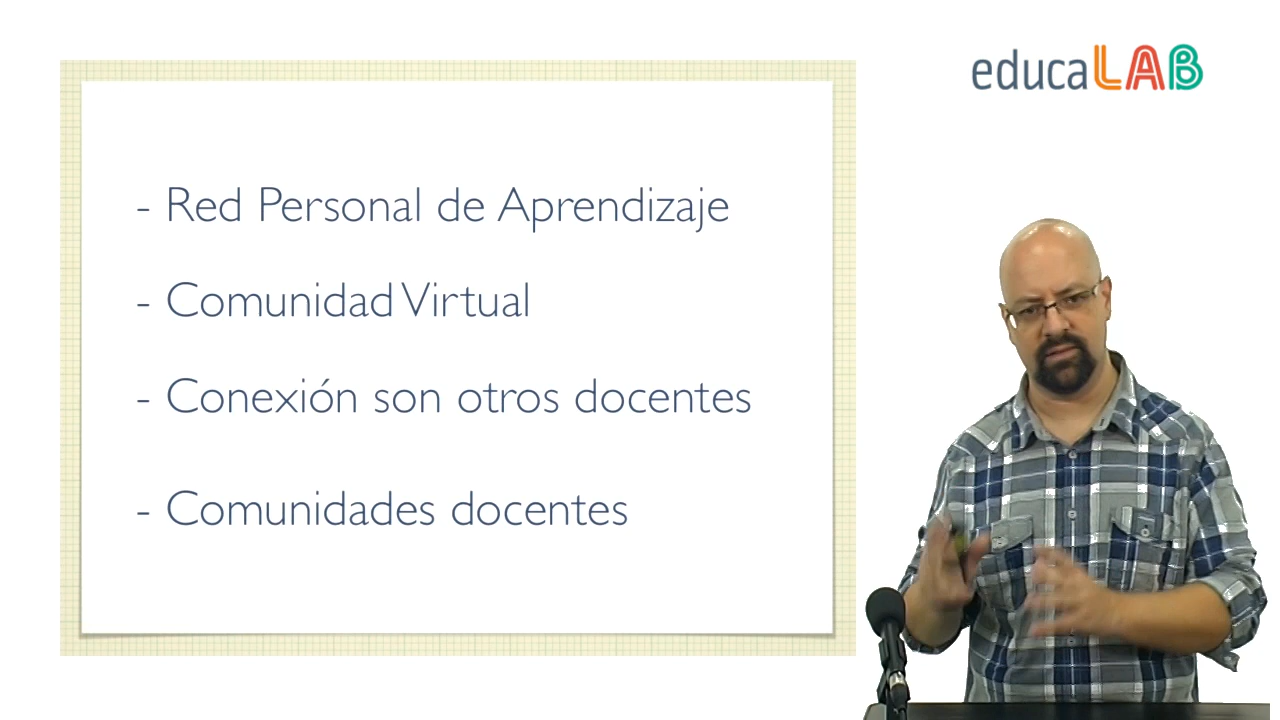 educaLAB
- Red Personal de Aprendizaje
- Comunidad Virtual
- Conexión son otros docentes
- Comunidades docentes